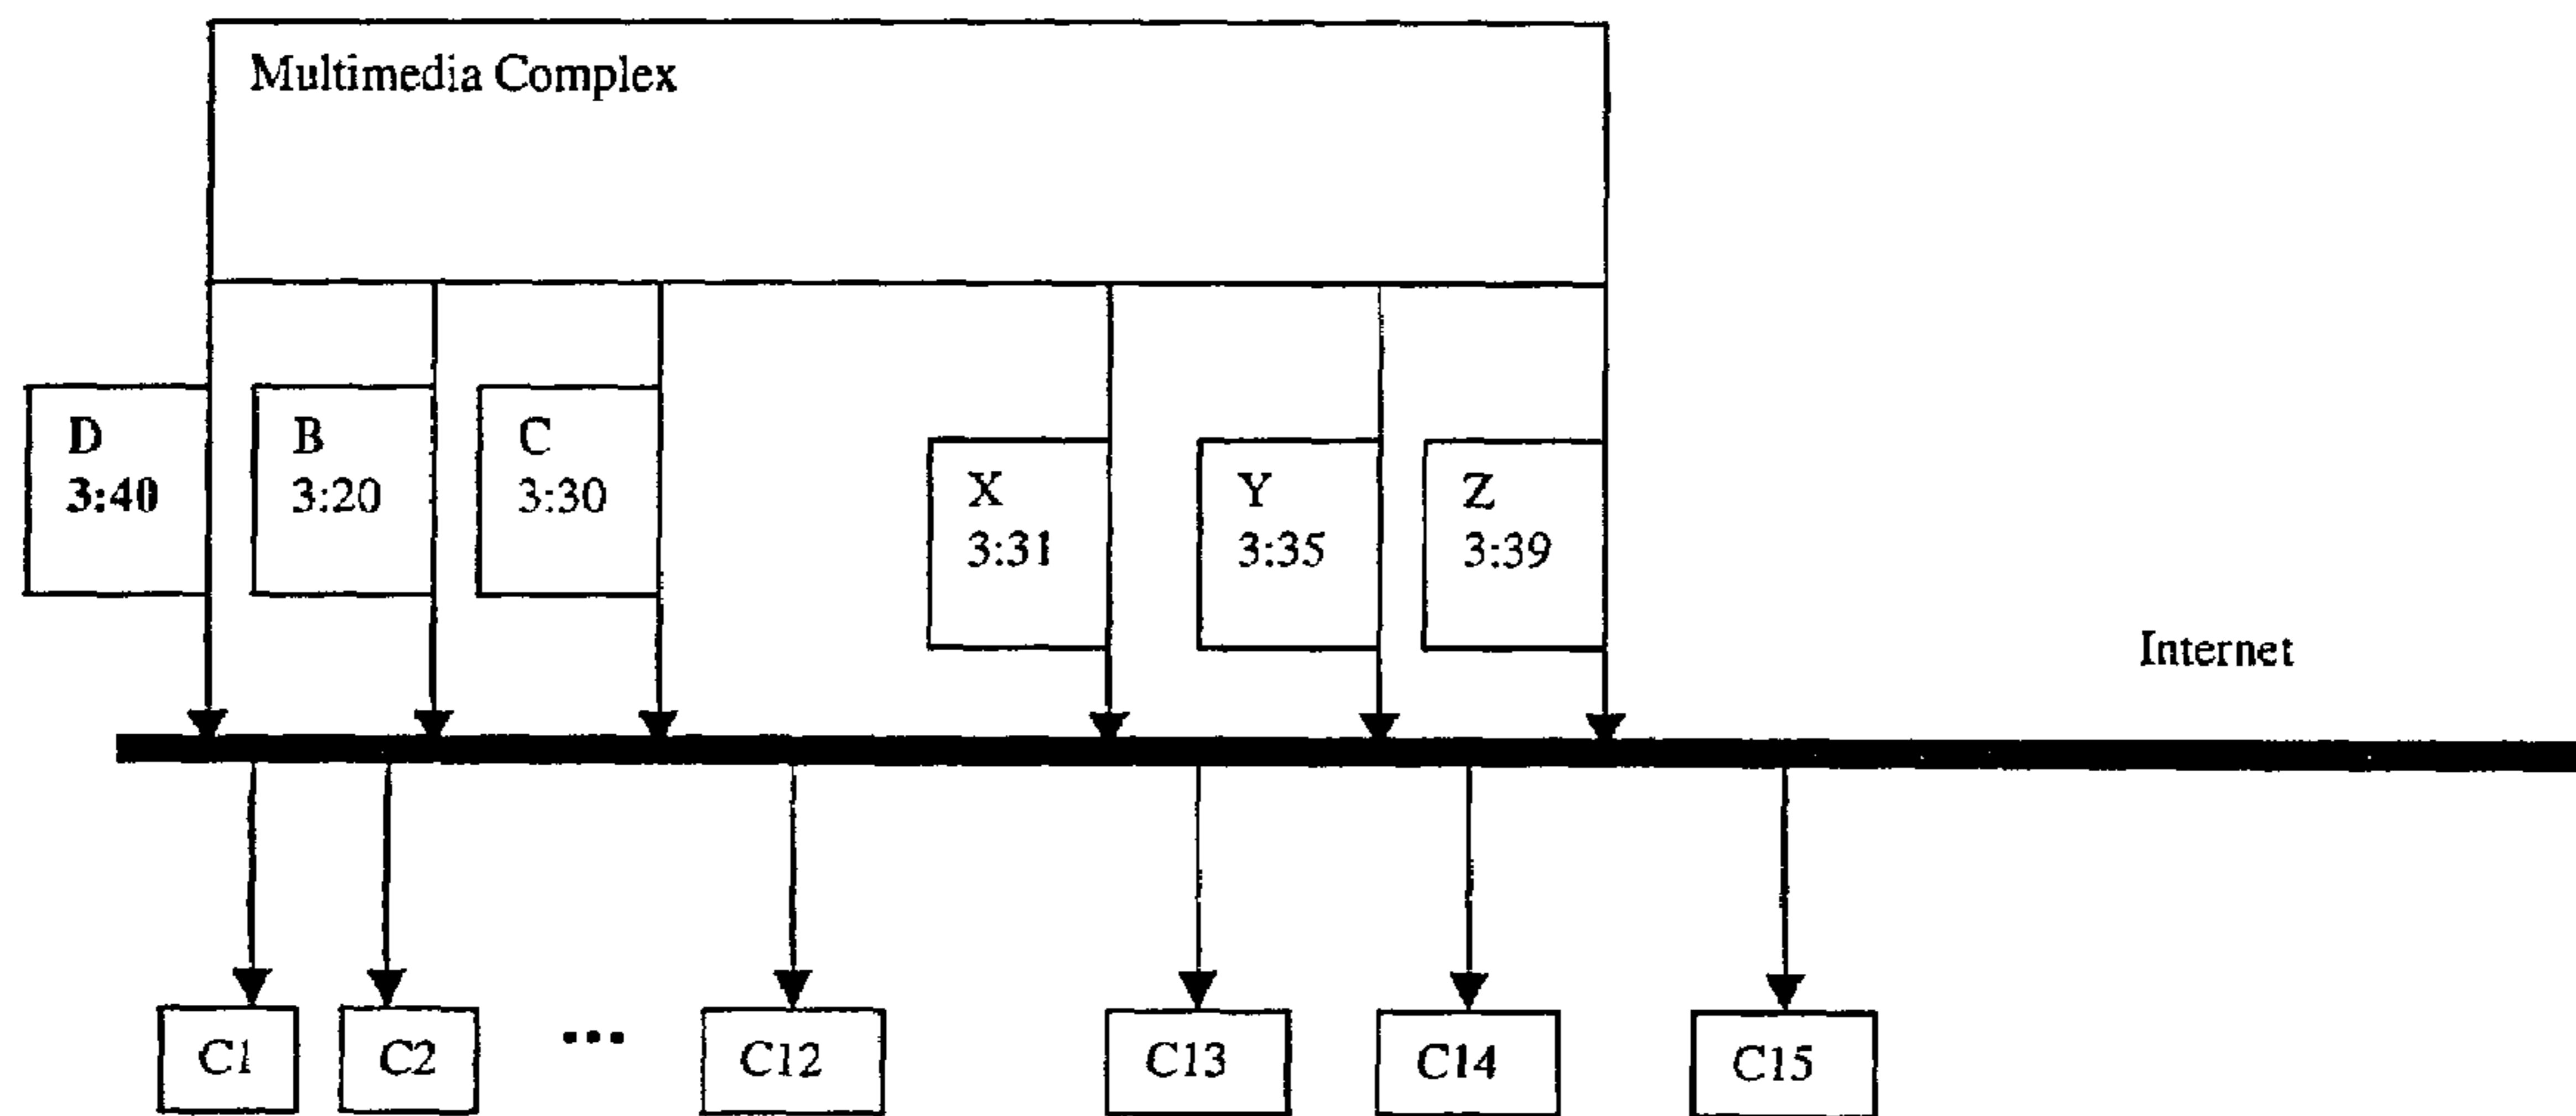 Multimedia Complex
D
3:40
B
3:20
C
3:30
X
3:31
Y
3:35
Z
3:39
Internet
C1
C2
...
C12
C13
C14
C15